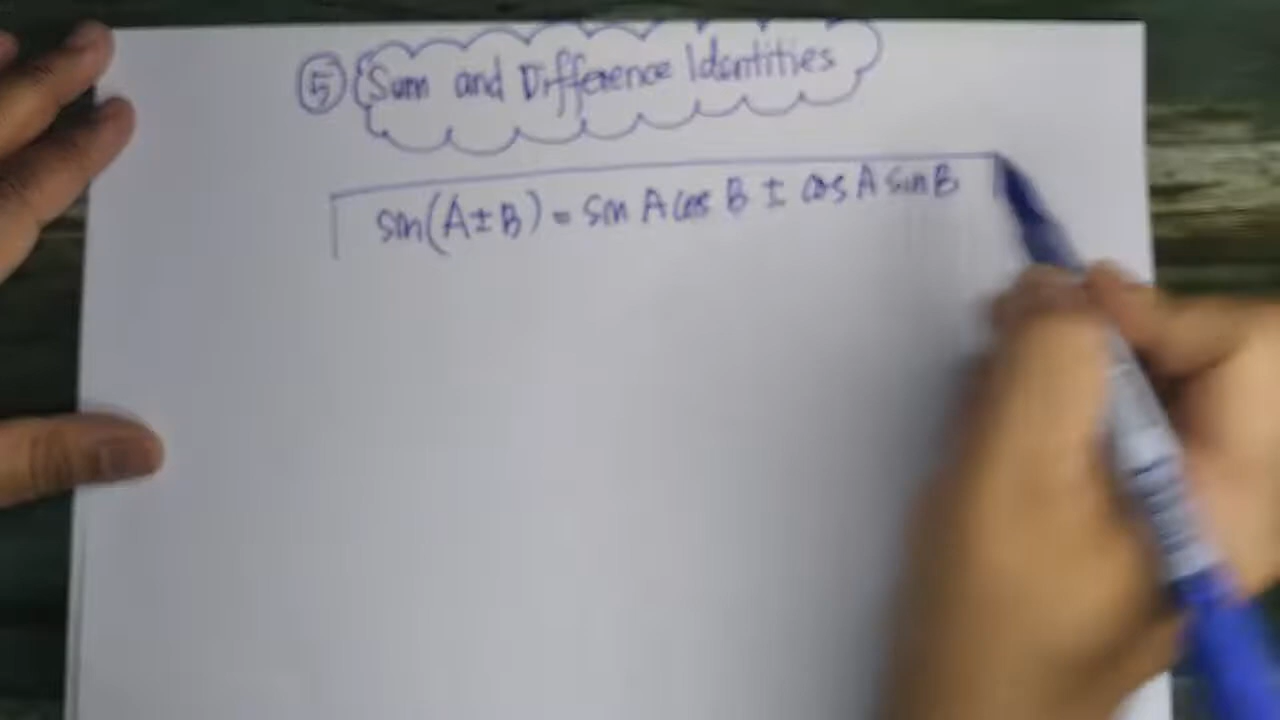 ⑤ Sum and Difference Identities
sin(A±B) = sin A cos B ± cos A sin B